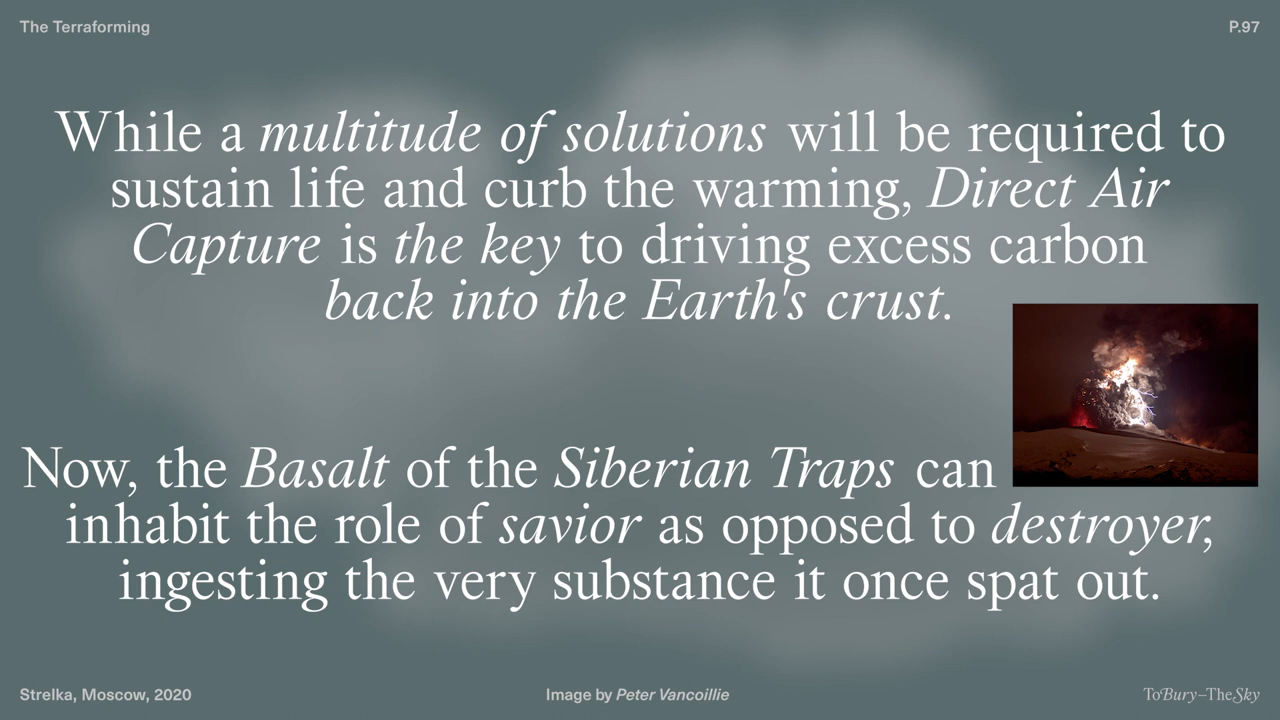 The Terraforming
P.97
While a multitude of solutions will be required to
sustain life and curb the warming, Direct Air
Capture is the key to driving excess carbon
back into the Earth's crust.
Now, the Basalt of the Siberian Traps can
inhabit the role of savior as opposed to destroyer,
ingesting the very substance it once spat out.
Strelka, Moscow, 2020
Image by Peter Vancoillie
ToBury–TheSky